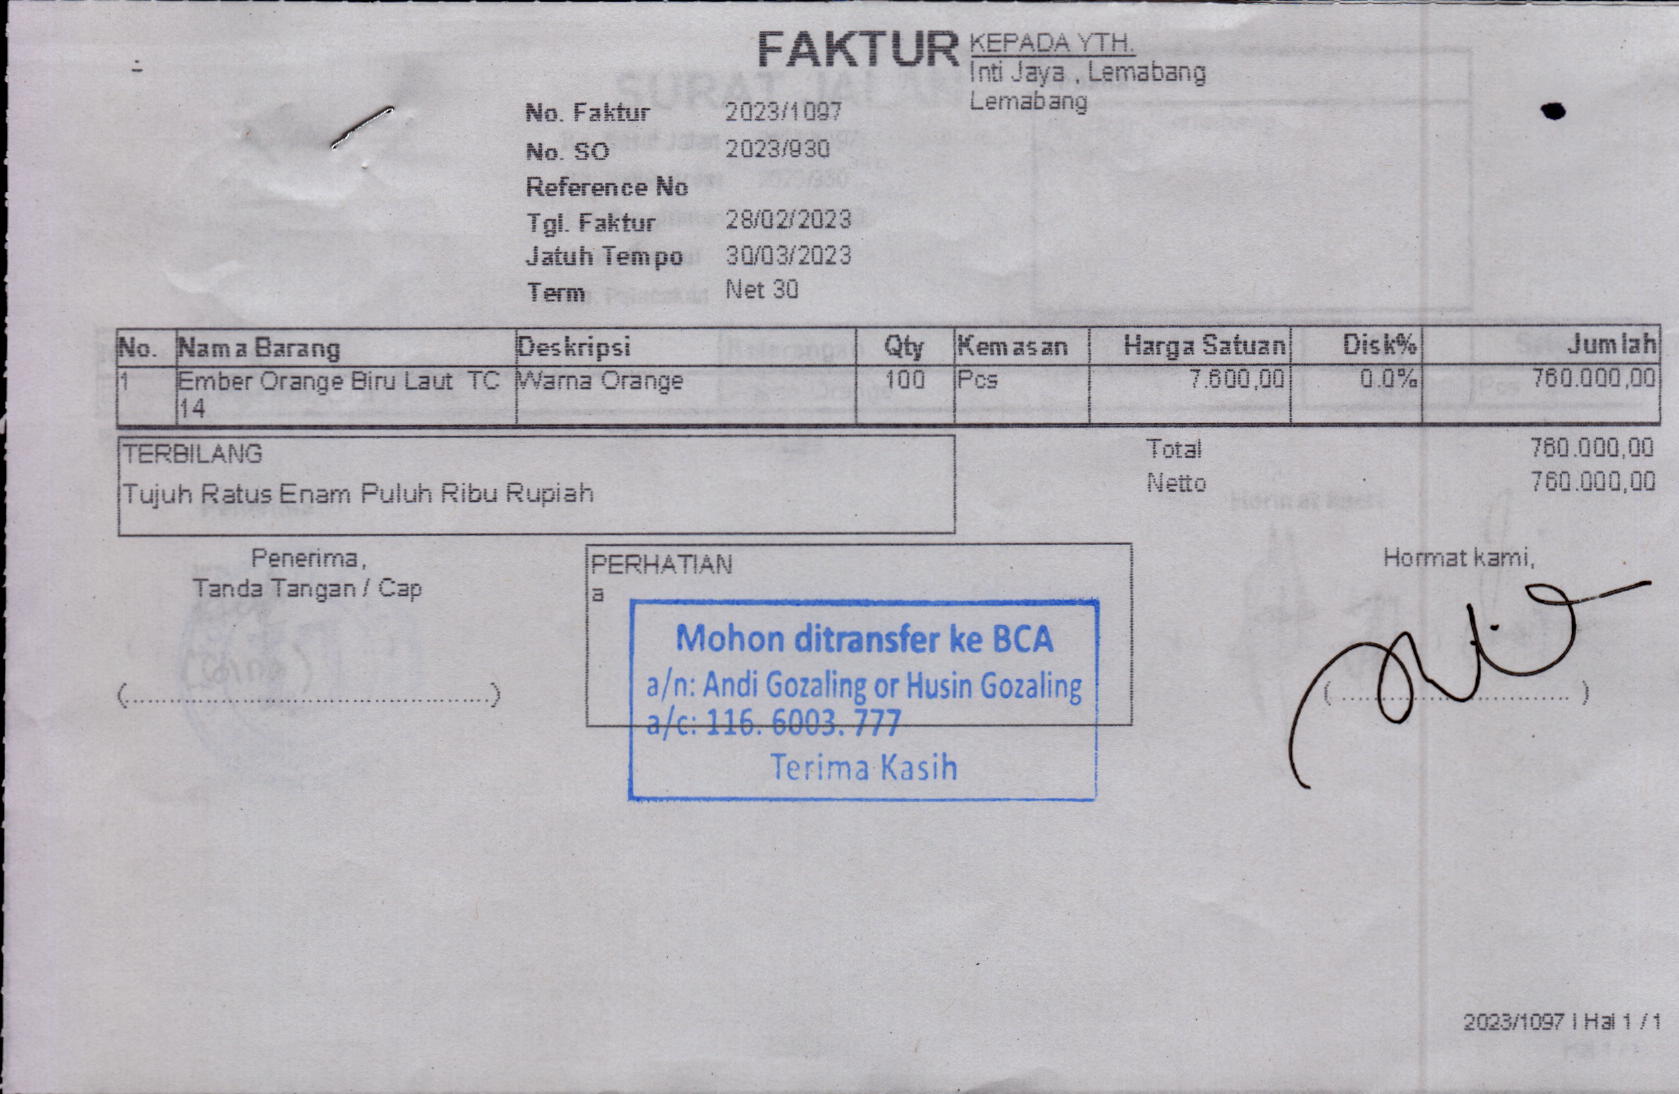 FAKTUR
KEPADA YTH.
Inti Jaya , Lemabang
Lemabang
No. Faktur 2023/1097
No. SO 2023/930
Reference No
Tgl. Faktur 28/02/2023
Jatuh Tempo 30/03/2023
Term Net 30
No. Nama Barang Deskripsi Qty Kemasan Harga Satuan Disk% Jumlah
1 Ember Orange Biru Laut TC Warna Orange 100 Pcs 7.600,00 0.0% 760.000,00
14
TERBILANG
Tujuh Ratus Enam Puluh Ribu Rupiah
Total 760.000,00
Netto 760.000,00
Penerima,
Tanda Tangan / Cap
(..........................................)
PERHATIAN
a
Mohon ditransfer ke BCA
a/n: Andi Gozaling or Husin Gozaling
a/c: 116. 6003. 777
Terima Kasih
Hormat kami,
(............................)
2023/1097 | Hal 1 / 1